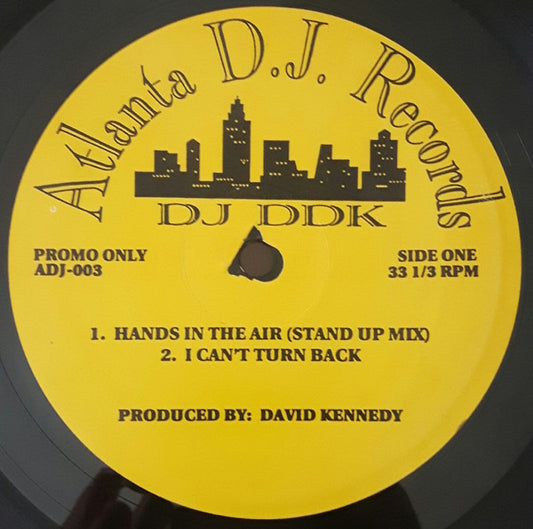 Atlanta D.J. Records
DJ DDK
PROMO ONLY
ADJ-003
SIDE ONE
33 1/3 RPM
1. HANDS IN THE AIR (STAND UP MIX)
2. I CAN'T TURN BACK
PRODUCED BY: DAVID KENNEDY